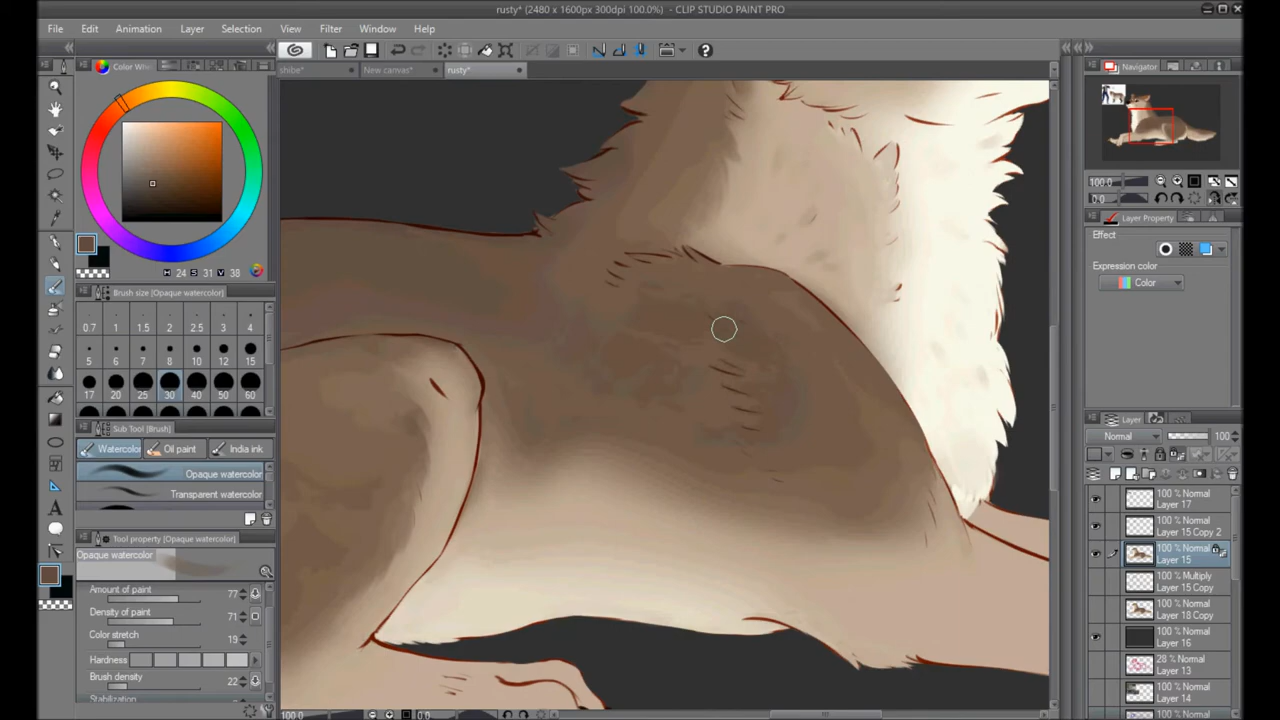 rusty* (2480 x 1600px 300dpi 100.0%) - CLIP STUDIO PAINT PRO
File Edit Animation Layer Selection View Filter Window Help
Color Whe
shibe*
New canvas*
rusty*
H 24 S 31 V 38
Brush size [Opaque watercolor]
0.7 1 1.5 2 2.5 3 4
5 6 7 8 10 12 15
17 20 25 30 40 50 60
Sub Tool [Brush]
Watercolor Oil paint India ink
Opaque watercolor
Transparent watercolor
Tool property [Opaque watercolor]
Opaque watercolor
Amount of paint 77
Density of paint 71
Color stretch 19
Hardness
Brush density 22
Stabilization
100.0 0.0
Navigator
100.0
0.0
Layer Property
Effect
Expression color
Color
Layer
Normal 100
100 % Normal
Layer 17
100 % Normal
Layer 15 Copy 2
100 % Normal
Layer 15
100 % Multiply
Layer 15 Copy
100 % Normal
Layer 18 Copy
100 % Normal
Layer 16
28 % Normal
Layer 13
100 % Normal
Layer 14
100 % Normal